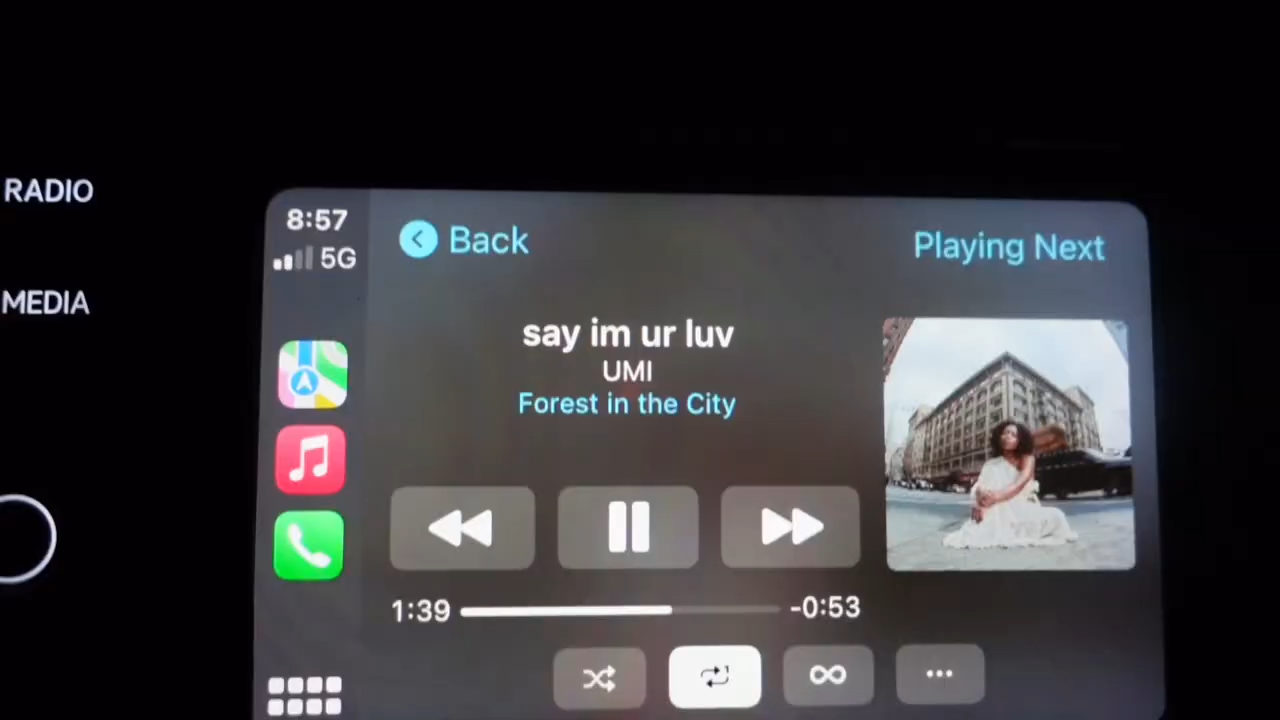 RADIO
MEDIA
8:57
5G
Back
Playing Next
say im ur luv
UMI
Forest in the City
1:39
-0:53